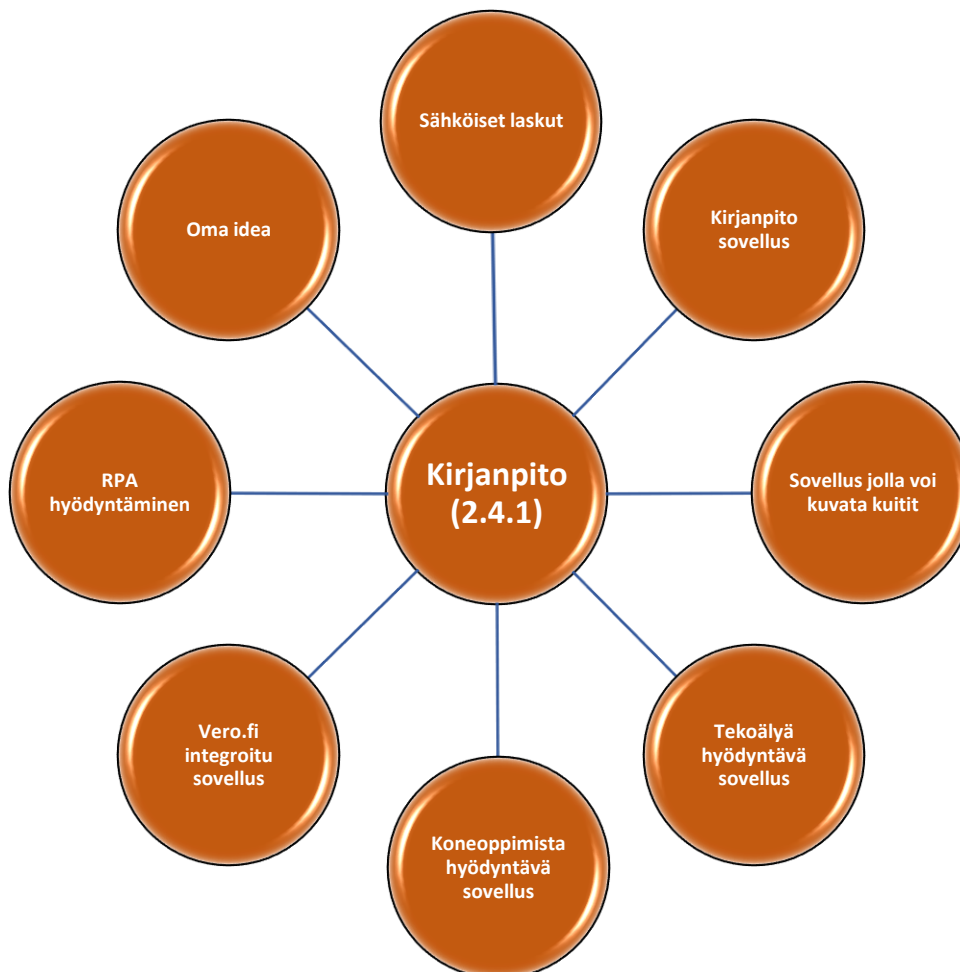 Sähköiset laskut
Oma idea
Kirjanpito
sovellus
RPA
hyödyntäminen
Kirjanpito
(2.4.1)
Sovellus jolla voi
kuvata kuitit
Vero.fi
integroitu
sovellus
Tekoälyä
hyödyntävä
sovellus
Koneoppimista
hyödyntävä
sovellus